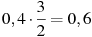 0,4 · 3/2 = 0,6